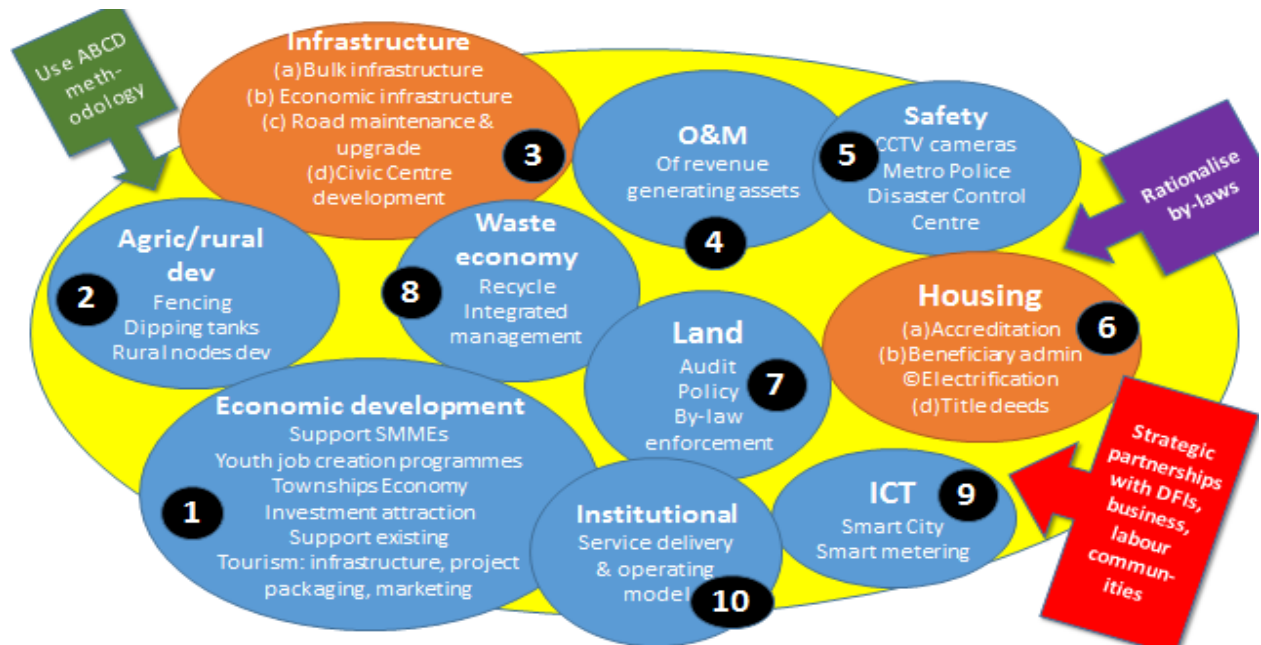 Use ABCD
meth-
odology
Infrastructure
(a)Bulk infrastructure
(b) Economic infrastructure
(c) Road maintenance &
upgrade
(d)Civic Centre
development
3
O&M
Of revenue
generating assets
4
Safety
CCTV cameras
Metro Police
Disaster Control
Centre
5
Rationalise
by-laws
Agric/rural
dev
Fencing
Dipping tanks
Rural nodes dev
2
Waste
economy
Recycle
Integrated
management
8
Land
Audit
Policy
By-law
enforcement
7
Housing
(a)Accreditation
(b)Beneficiary admin
©Electrification
(d)Title deeds
6
Economic development
Support SMMEs
Youth job creation programmes
Townships Economy
Investment attraction
Support existing
Tourism: infrastructure, project
packaging, marketing
1
Institutional
Service delivery
& operating
model
10
ICT
Smart City
Smart metering
9
Strategic
partnerships
with DFIs,
business,
labour
commun-
ities